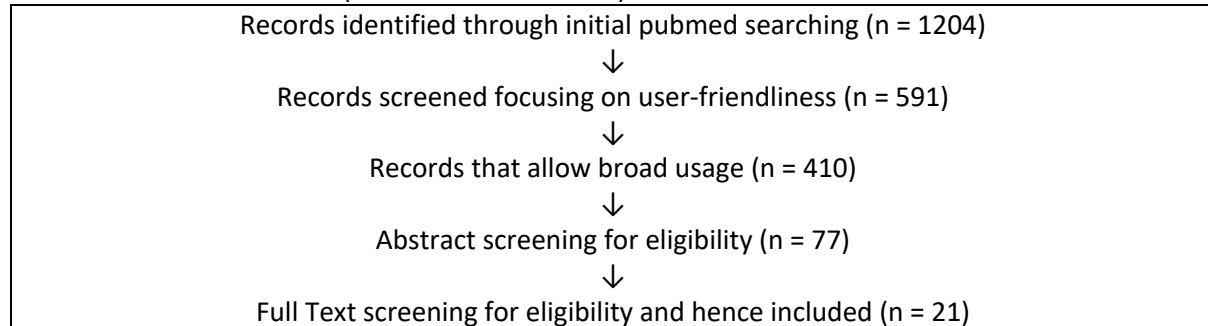 Records identified through initial pubmed searching (n = 1204)
↓
Records screened focusing on user-friendliness (n = 591)
↓
Records that allow broad usage (n = 410)
↓
Abstract screening for eligibility (n = 77)
↓
Full Text screening for eligibility and hence included (n = 21)